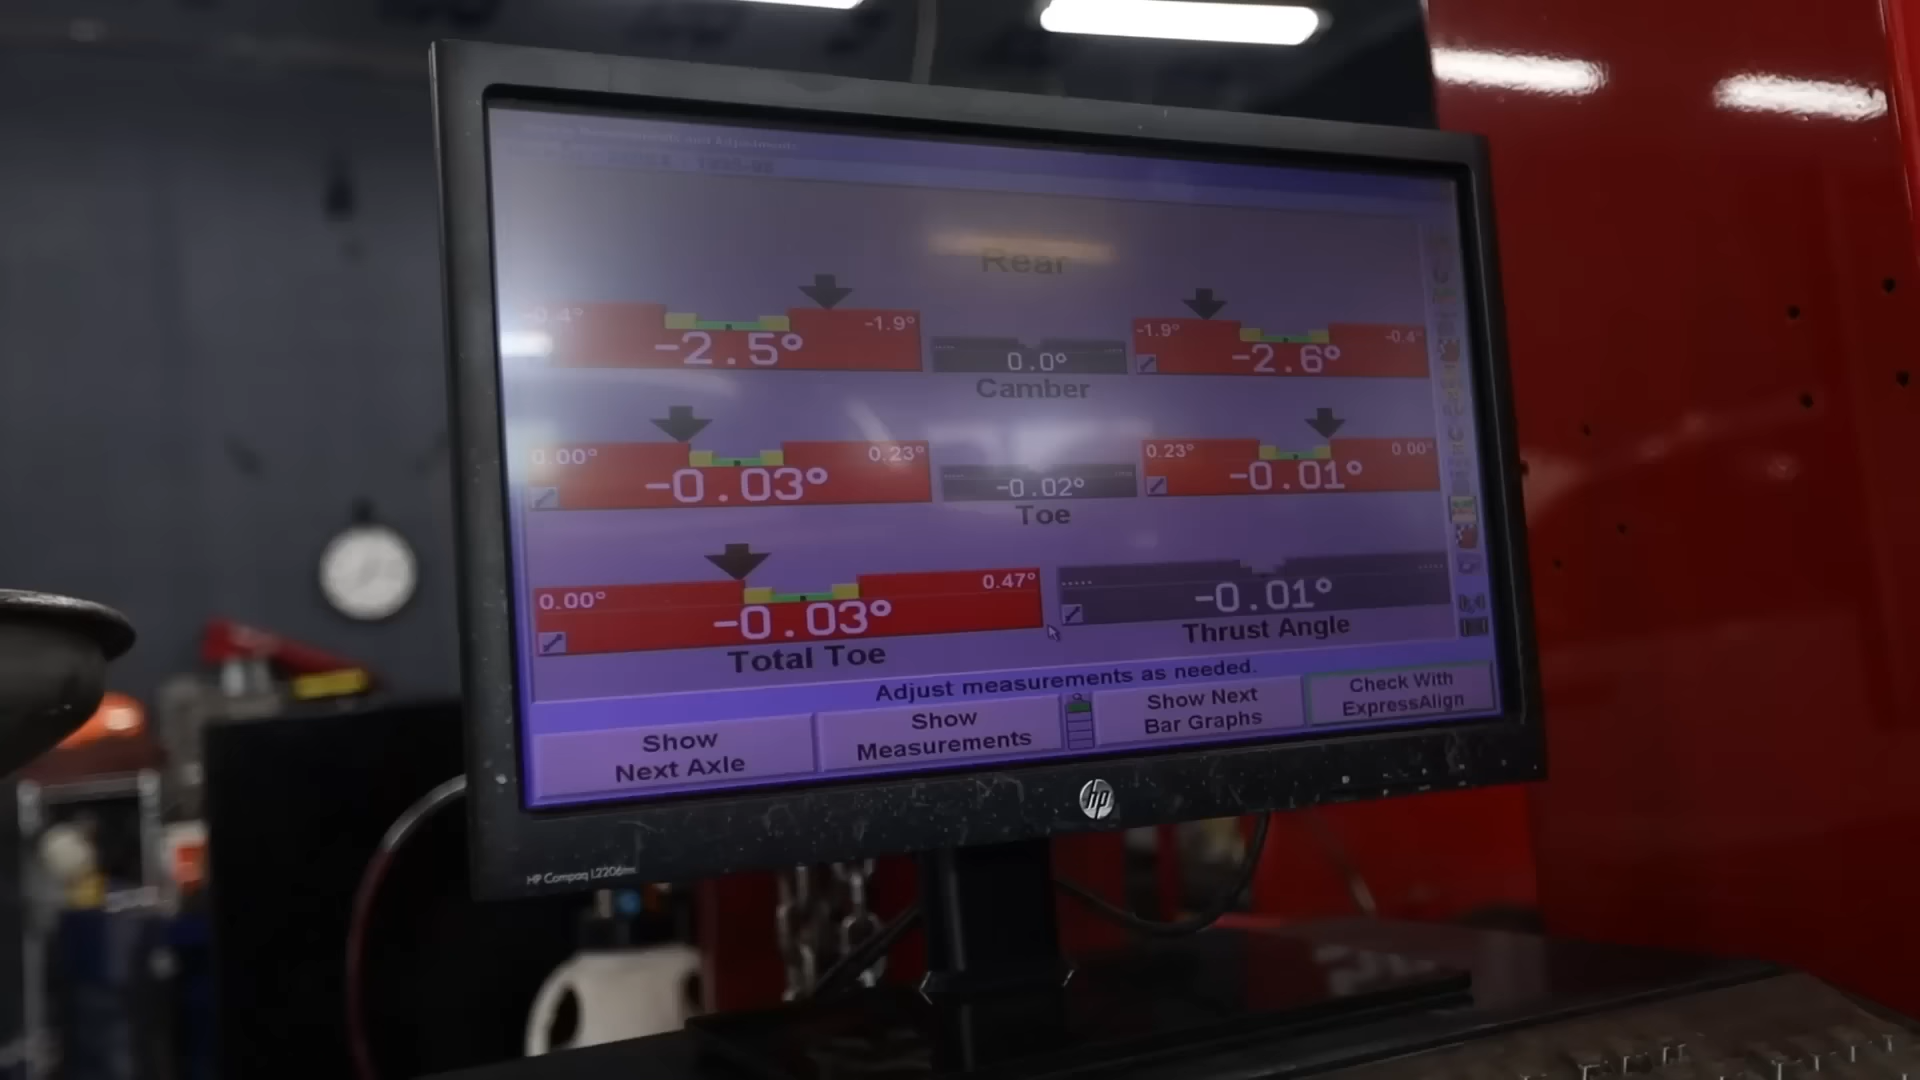 Rear
-0.4° -1.9° -1.9° -0.4°
-2.5° 0.0° -2.6°
Camber
0.00° 0.23° 0.23° 0.00°
-0.03° -0.02° -0.01°
Toe
0.00° 0.47°
-0.03° -0.01°
Total Toe Thrust Angle
Adjust measurements as needed.
Show
Next Axle
Show
Measurements
Show Next
Bar Graphs
Check With
ExpressAlign
hp
HP Compaq